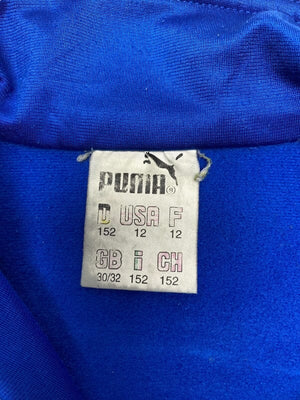 PUMA®
D USA F
152 12 12
GB i CH
30/32 152 152